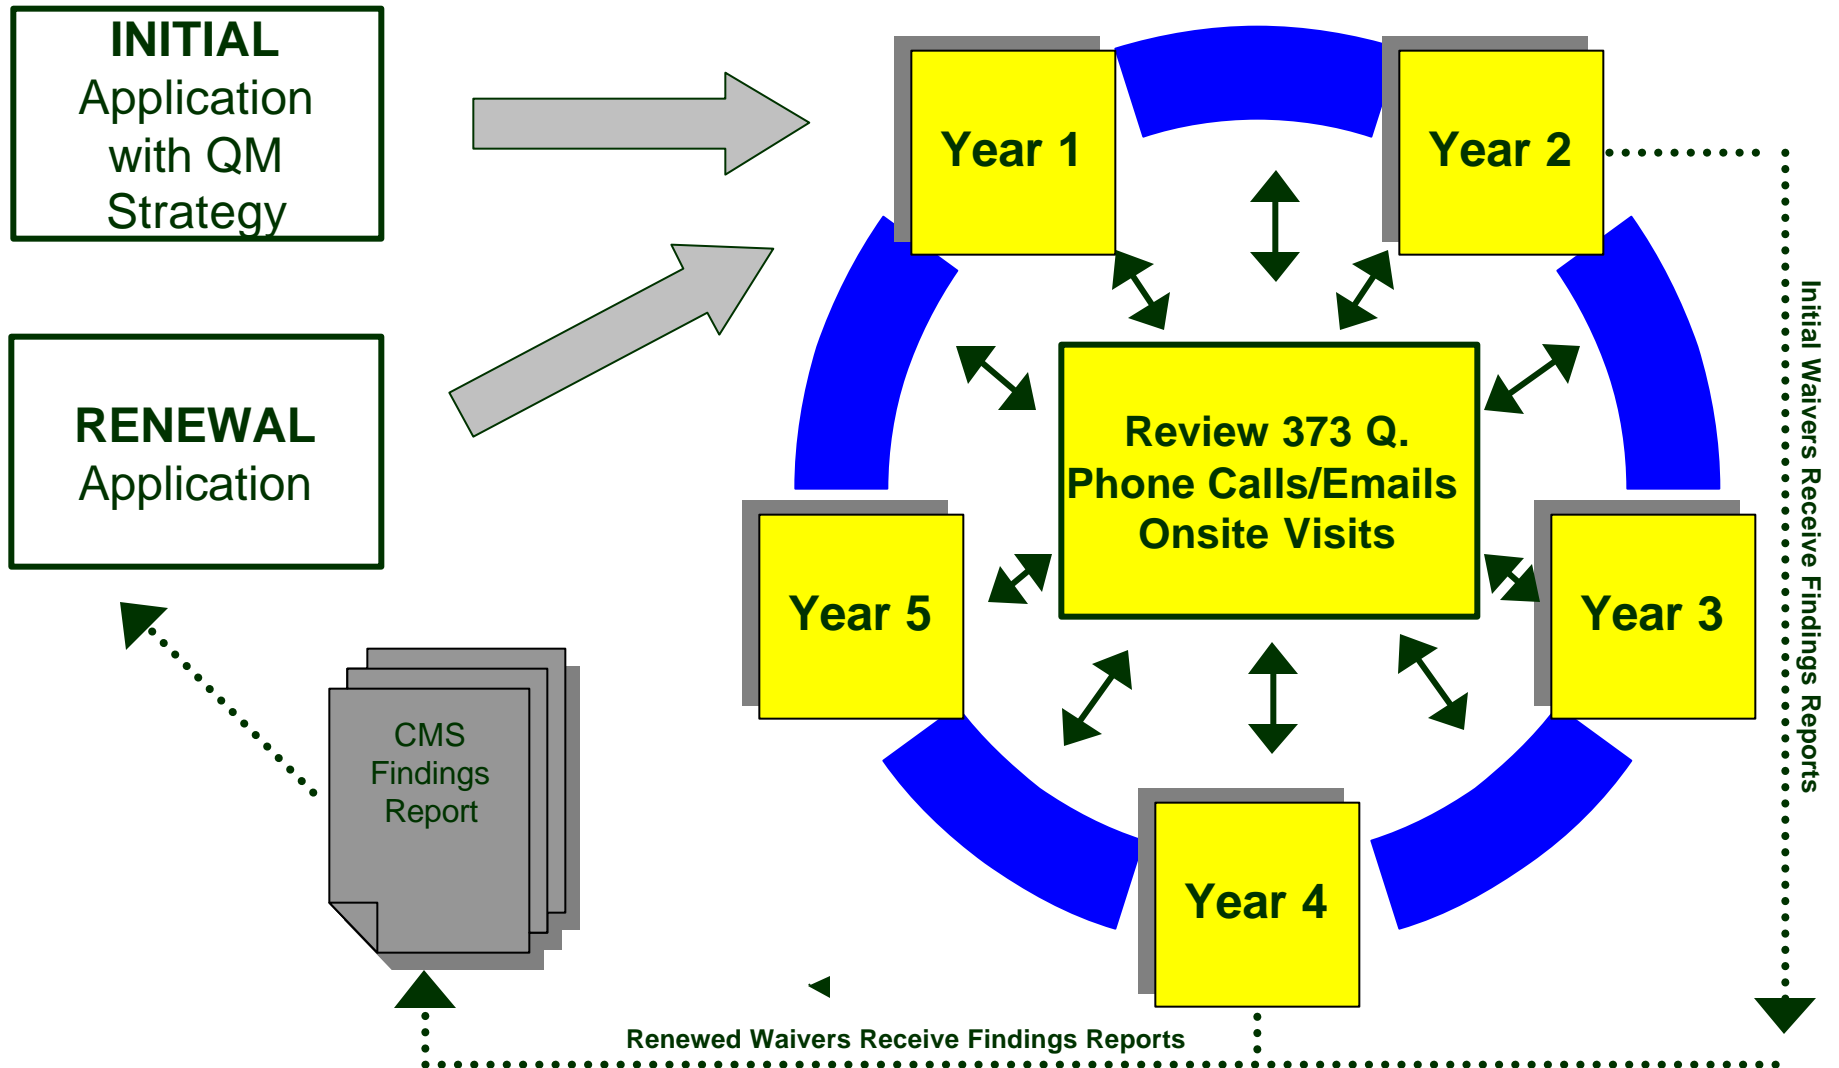 INITIAL
Application
with QM
Strategy
Year 1
Year 2
RENEWAL
Application
Review 373 Q.
Phone Calls/Emails
Onsite Visits
Year 5
Year 3
Initial Waivers Receive Findings Reports
CMS
Findings
Report
Year 4
Renewed Waivers Receive Findings Reports